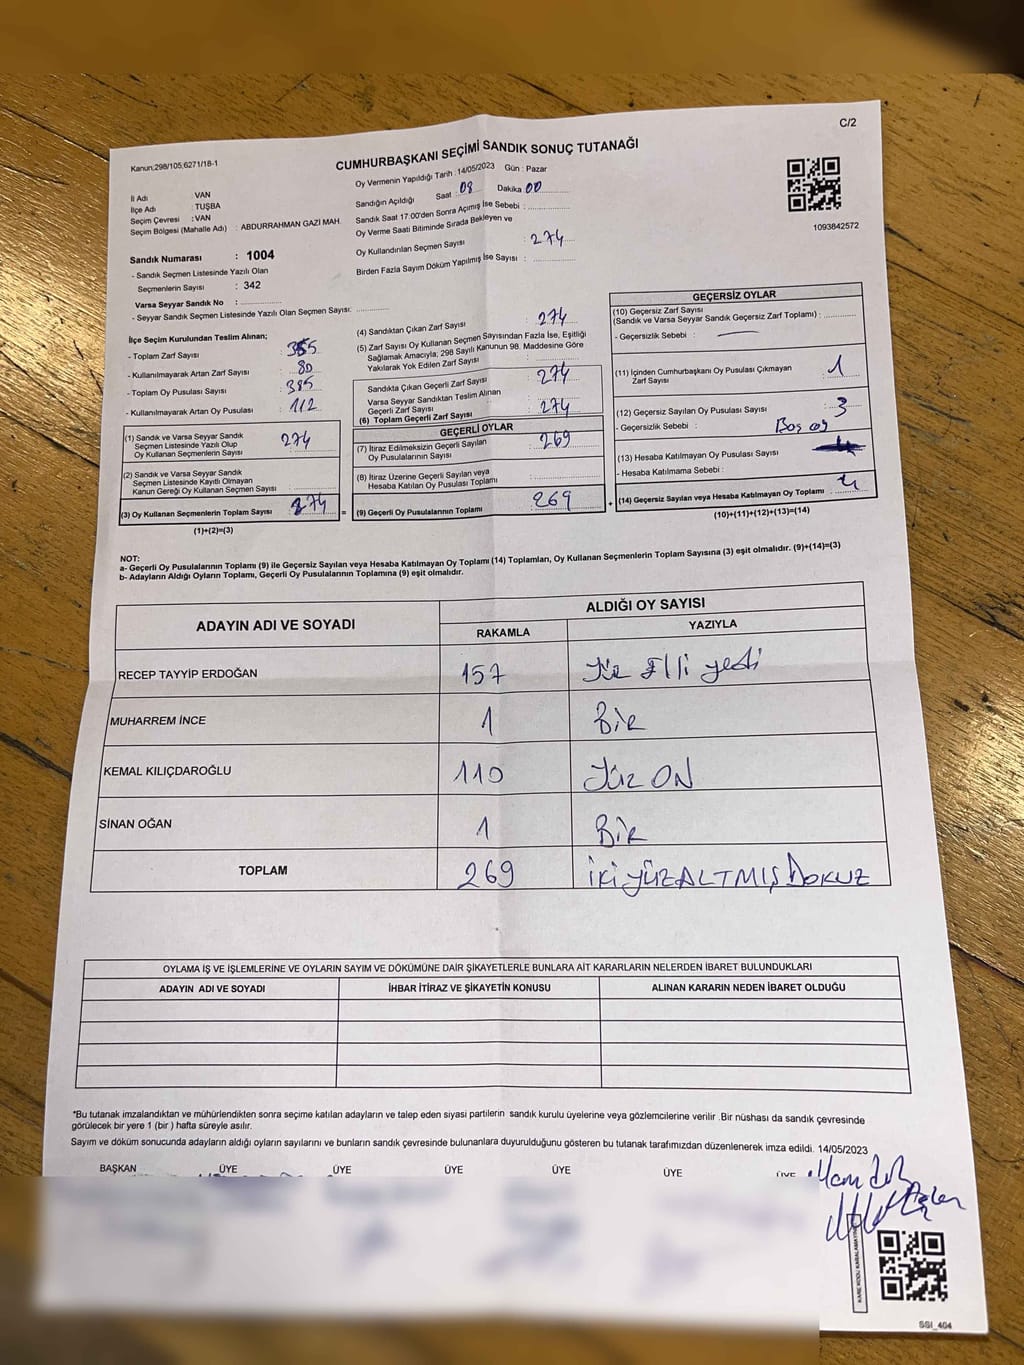 C/2
Kanun,298/105,6271/18-1
CUMHURBAŞKANI SEÇİMİ SANDIK SONUÇ TUTANAĞI
Oy Vermenin Yapıldığı Tarih : 14/05/2023 Gün : Pazar
Sandığın Açıldığı Saat : 08 Dakika 00
İl Adı : VAN
İlçe Adı : TUŞBA
Seçim Çevresi : VAN
Seçim Bölgesi (Mahalle Adı) : ABDURRAHMAN GAZİ MAH.
Sandık Saat 17.00'den Sonra Açımış İse Sebebi :
Oy Verme Saati Bitiminde Sırada Bekleyen ve
Oy Kullandırılan Seçmen Sayısı : 274
Birden Fazla Sayım Döküm Yapılmış İse Sayısı :
1093842572
Sandık Numarası : 1004
- Sandık Seçmen Listesinde Yazılı Olan
Seçmenlerin Sayısı : 342
Varsa Seyyar Sandık No :
- Seyyar Sandık Seçmen Listesinde Yazılı Olan Seçmen Sayısı:
İlçe Seçim Kurulundan Teslim Alınan;
- Toplam Zarf Sayısı :
- Kullanılmayarak Artan Zarf Sayısı : 80
- Toplam Oy Pusulası Sayısı : 385
- Kullanılmayarak Artan Oy Pusulası : 112
(1) Sandık ve Varsa Seyyar Sandık
Seçmen Listesinde Yazılı Olup
Oy Kullanan Seçmenlerin Sayısı 274
(2) Sandık ve Varsa Seyyar Sandık
Seçmen Listesinde Kayıtlı Olmayan
Kanun Gereği Oy Kullanan Seçmen Sayısı
(3) Oy Kullanan Seçmenlerin Toplam Sayısı 274 =
(1)+(2)=(3)
(4) Sandıktan Çıkan Zarf Sayısı : 274
(5) Zarf Sayısı Oy Kullanan Seçmen Sayısından Fazla İse, Eşitliği
Sağlamak Amacıyla, 298 Sayılı Kanunun 98. Maddesine Göre
Yakılarak Yok Edilen Zarf Sayısı :
Sandıkta Çıkan Geçerli Zarf Sayısı : 274
Varsa Seyyar Sandıktan Teslim Alınan
Geçerli Zarf Sayısı :
(6) Toplam Geçerli Zarf Sayısı 274
GEÇERLİ OYLAR
(7) İtiraz Edilmeksizin Geçerli Sayılan
Oy Pusulalarının Sayısı : 269
(8) İtiraz Üzerine Geçerli Sayılan veya
Hesaba Katılan Oy Pusulası Toplamı :
(9) Geçerli Oy Pusulalarının Toplamı 269 +
GEÇERSİZ OYLAR
(10) Geçersiz Zarf Sayısı
(Sandık ve Varsa Seyyar Sandık Geçersiz Zarf Toplamı) :
- Geçersizlik Sebebi :
(11) İçinden Cumhurbaşkanı Oy Pusulası Çıkmayan
Zarf Sayısı : 1
(12) Geçersiz Sayılan Oy Pusulası Sayısı : 3
- Geçersizlik Sebebi : Boş oy
(13) Hesaba Katılmayan Oy Pusulası Sayısı
- Hesaba Katılmama Sebebi :
(14) Geçersiz Sayılan veya Hesaba Katılmayan Oy Toplamı :
(10)+(11)+(12)+(13)=(14)
NOT:
a- Geçerli Oy Pusulalarının Toplamı (9) ile Geçersiz Sayılan veya Hesaba Katılmayan Oy Toplamı (14) Toplamları, Oy Kullanan Seçmenlerin Toplam Sayısına (3) eşit olmalıdır. (9)+(14)=(3)
b- Adayların Aldığı Oyların Toplamı, Geçerli Oy Pusulalarının Toplamına (9) eşit olmalıdır.
ADAYIN ADI VE SOYADI
ALDIĞI OY SAYISI
RAKAMLA YAZIYLA
RECEP TAYYİP ERDOĞAN 157 Yüz Elli yedi
MUHARREM İNCE 1 Bir
KEMAL KILIÇDAROĞLU 110 Yüz ON
SİNAN OĞAN 1 Bir
TOPLAM 269 İKİYÜZALTMIŞDOKUZ
OYLAMA İŞ VE İŞLEMLERİNE VE OYLARIN SAYIM VE DÖKÜMÜNE DAİR ŞİKAYETLERLE BUNLARA AİT KARARLARIN NELERDEN İBARET BULUNDUKLARI
ADAYIN ADI VE SOYADI İHBAR İTİRAZ VE ŞİKAYETİN KONUSU ALINAN KARARIN NEDEN İBARET OLDUĞU
*Bu tutanak imzalandıktan ve mühürlendikten sonra seçime katılan adayların ve talep eden siyasi partilerin sandık kurulu üyelerine veya gözlemcilerine verilir .Bir nüshası da sandık çevresinde
görülecek bir yere 1 (bir ) hafta süreyle asılır.
Sayım ve döküm sonucunda adayların aldığı oyların sayılarını ve bunların sandık çevresinde bulunanlara duyurulduğunu gösteren bu tutanak tarafımızdan düzenlenerek imza edildi. 14/05/2023
BAŞKAN ÜYE ÜYE ÜYE ÜYE ÜYE ÜYE
SSI_404